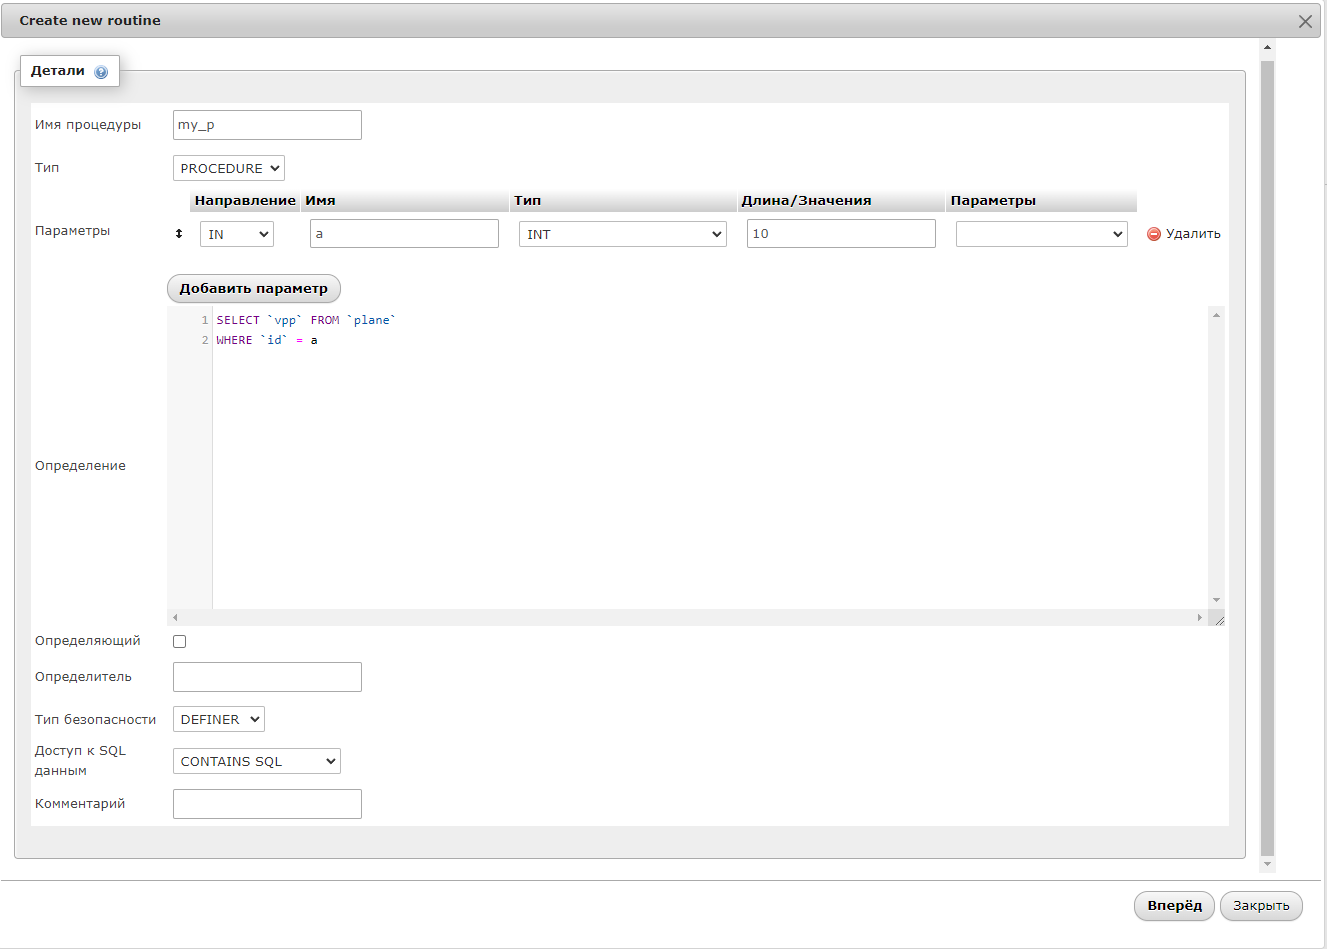 Create new routine
Детали
Имя процедуры my_p
Тип PROCEDURE
Направление Имя Тип Длина/Значения Параметры
Параметры IN a INT 10 Удалить
Добавить параметр
1 SELECT `vpp` FROM `plane`
2 WHERE `id` = a
Определение
Определяющий
Определитель
Тип безопасности DEFINER
Доступ к SQL
данным
CONTAINS SQL
Комментарий
Вперёд Закрыть